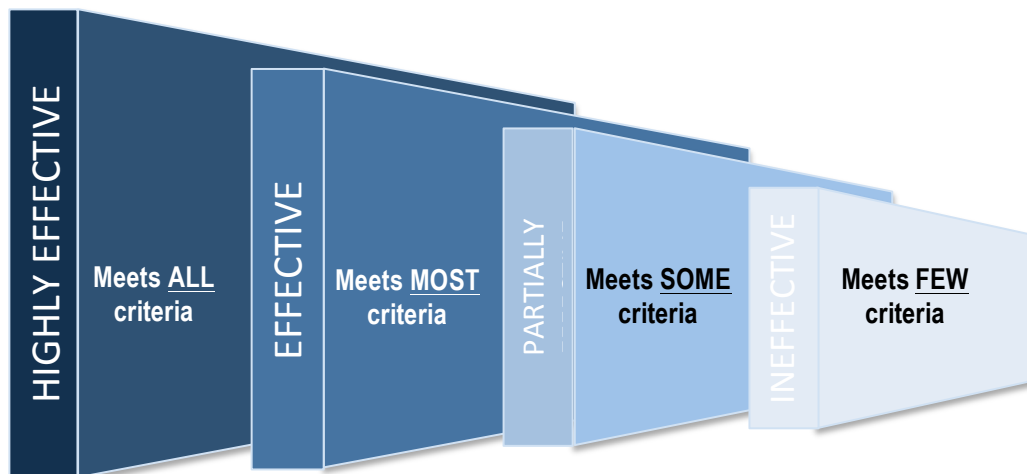 HIGHLY EFFECTIVE
Meets ALL
criteria
EFFECTIVE
Meets MOST
criteria
PARTIALLY
Meets SOME
criteria
INEFFECTIVE
Meets FEW
criteria